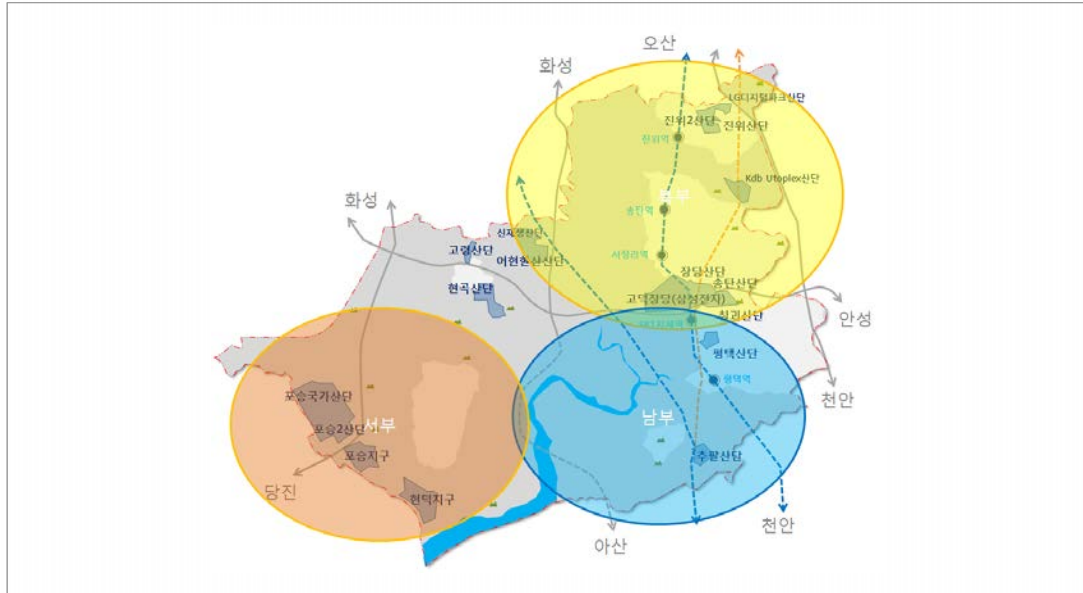 오산
화성
LG디지털파크산단
진위2산단
진위산단
진위역
Kdb Utoplex산단
북부
송탄역
화성
신재생산단
고렴산단
어연한산산단
서정리역
현곡산단
장당산단
송탄산단
고덕장당(삼성전자)
칠괴산단
안성
평택산단
평택역
천안
포승국가산단
포승2산단
서부
남부
포승지구
추팔산단
당진
현덕지구
천안
아산